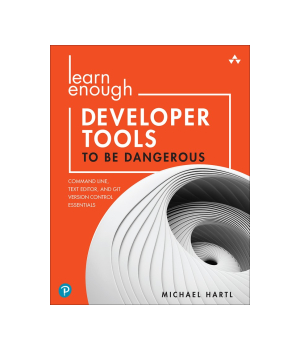 learn
enough
DEVELOPER
TOOLS
TO BE DANGEROUS
COMMAND LINE,
TEXT EDITOR, AND GIT
VERSION CONTROL
ESSENTIALS
MICHAEL HARTL
P